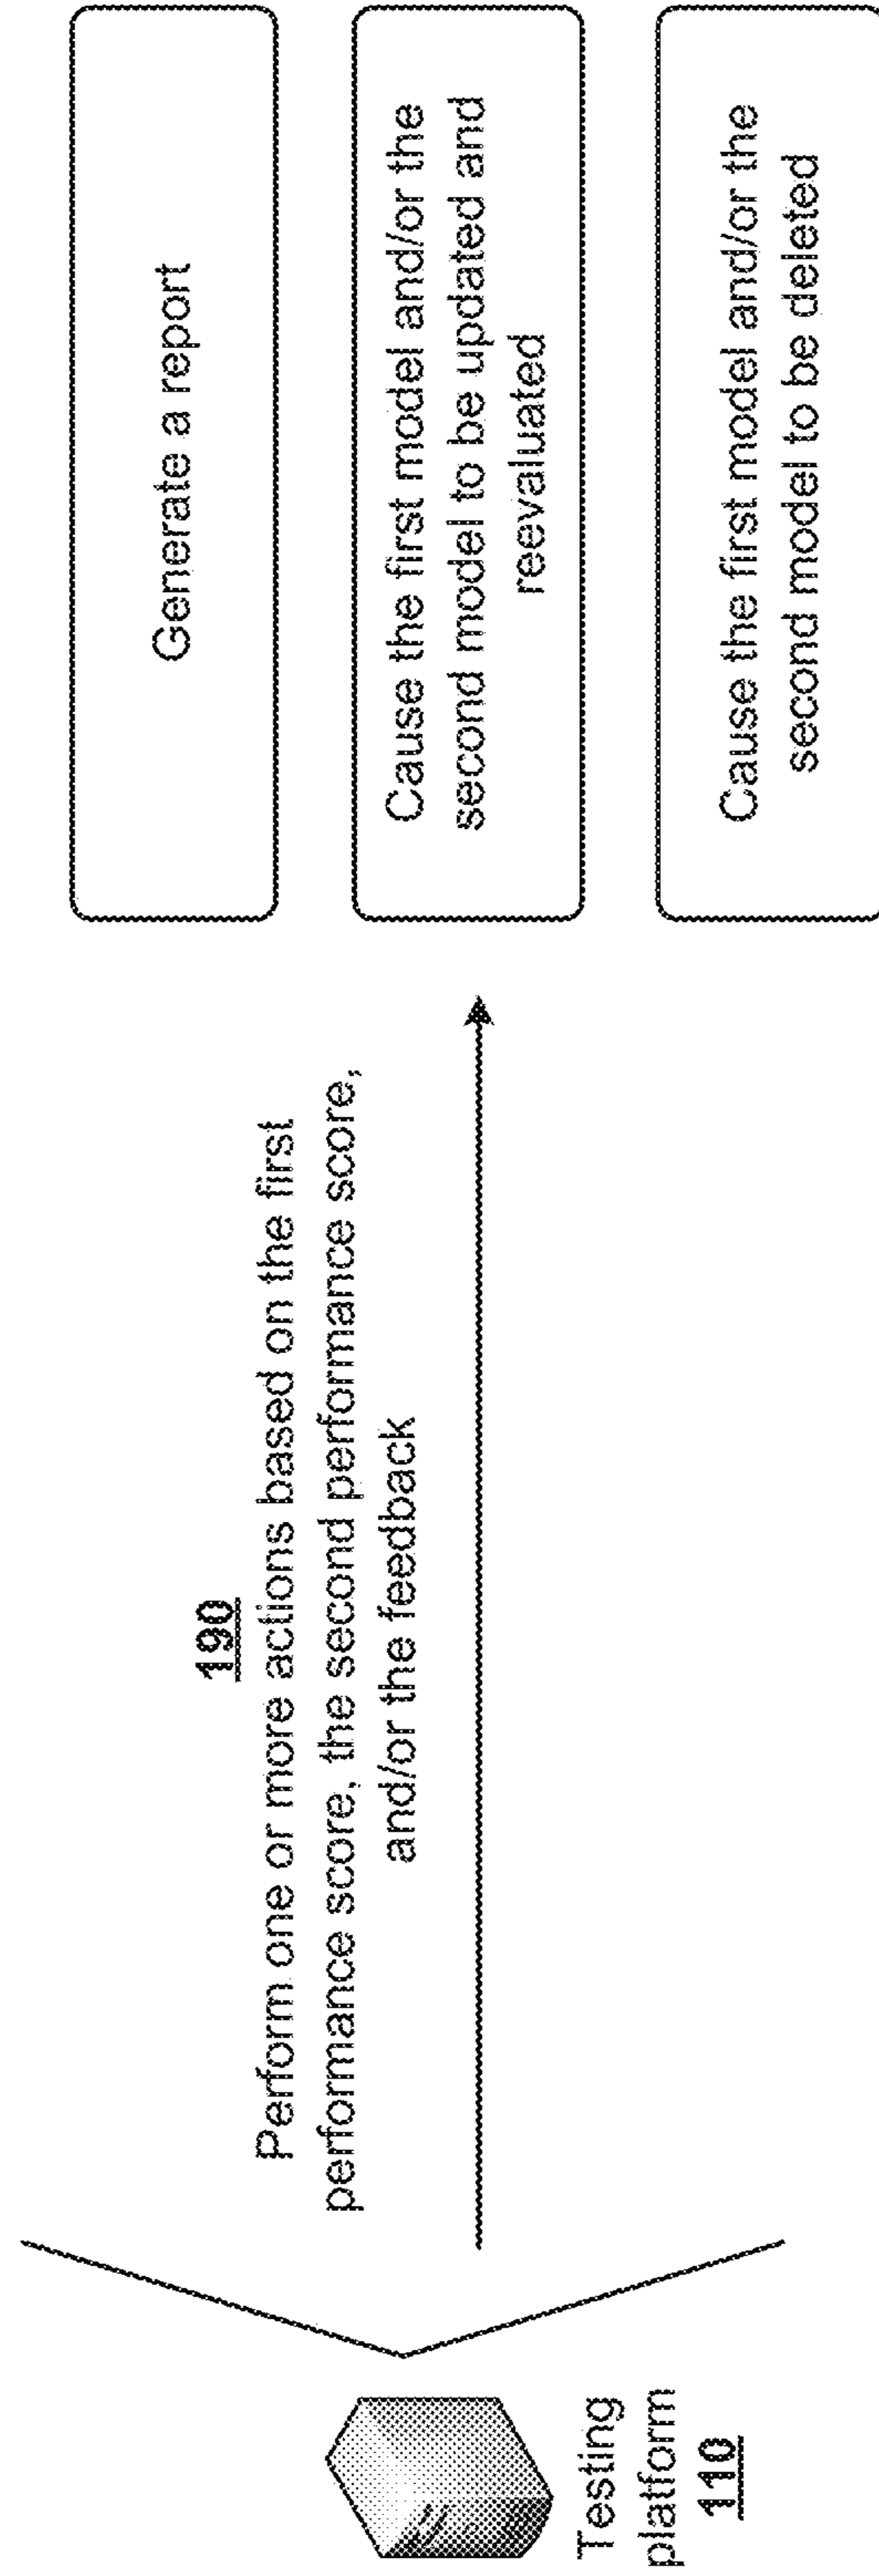 Testing
platform
110
190
Perform one or more actions based on the first
performance score, the second performance score,
and/or the feedback
Generate a report
Cause the first model and/or the
second model to be updated and
reevaluated
Cause the first model and/or the
second model to be deleted